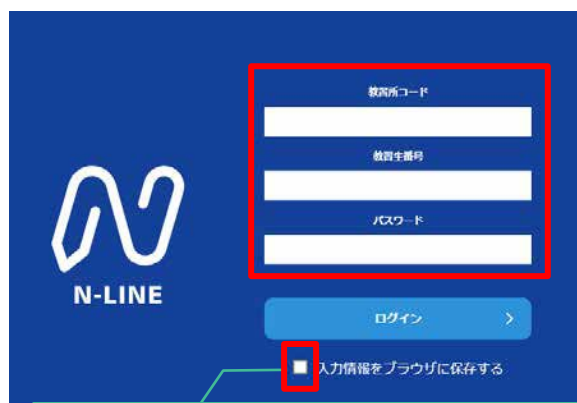 教習所コード
教習生番号
パスワード
N-LINE
ログイン
入力情報をブラウザに保存する